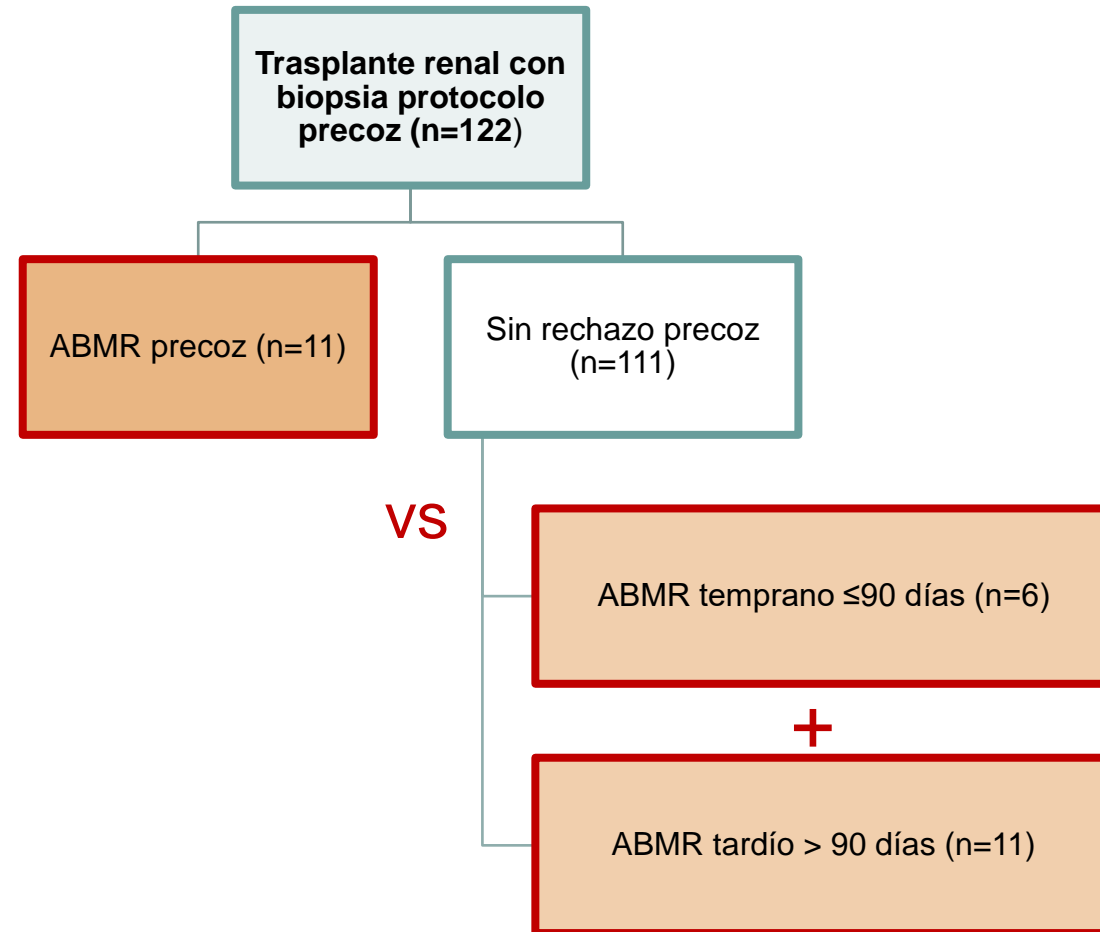 Trasplante renal con
biopsia protocolo
precoz (n=122)
ABMR precoz (n=11)
Sin rechazo precoz
(n=111)
vs
ABMR temprano ≤90 días (n=6)
+
ABMR tardío > 90 días (n=11)